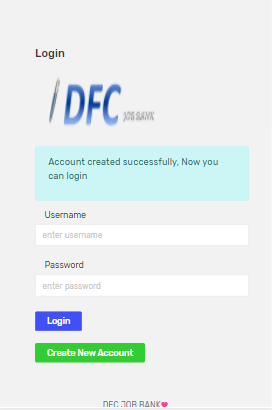 Login
DFC JOB BANK
Account created successfully, Now you
can login
Username
enter username
Password
enter password
Login
Create New Account
DFC JOB BANK